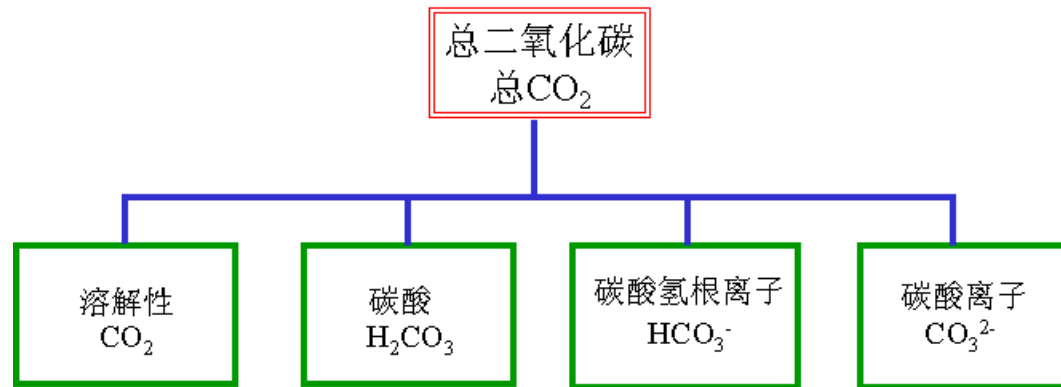 总二氧化碳
总CO₂
溶解性
CO₂
碳酸
H₂CO₃
碳酸氢根离子
HCO₃⁻
碳酸离子
CO₃²⁻